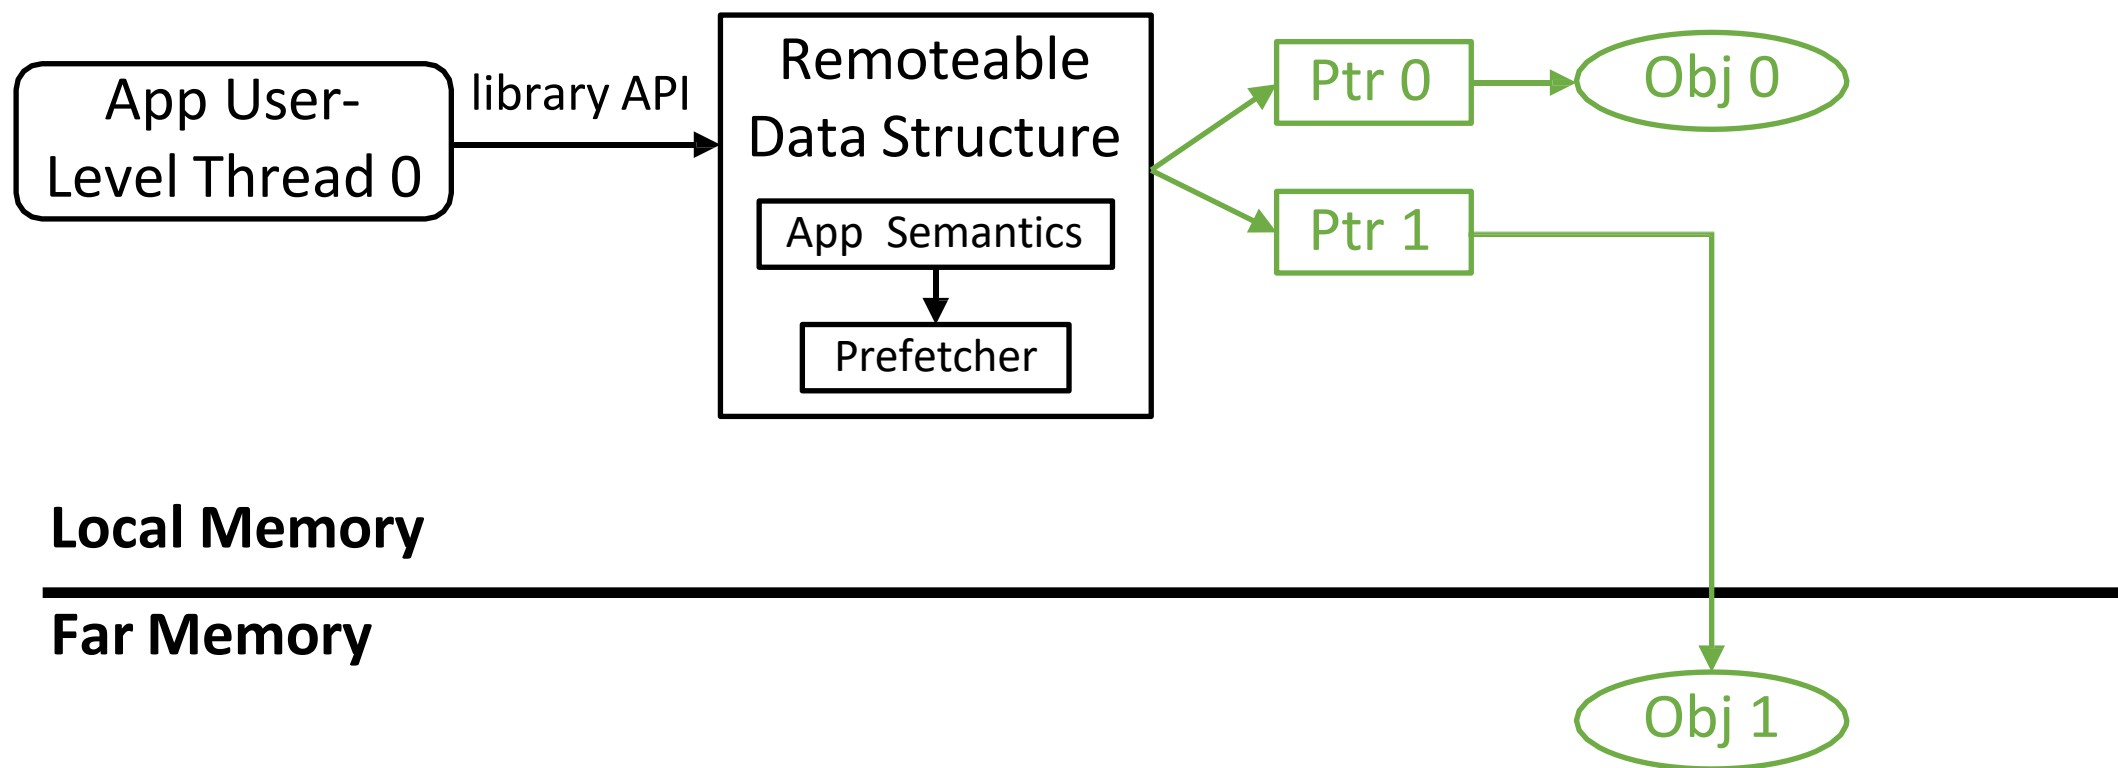 App User-
Level Thread 0
library API
Remoteable
Data Structure
App Semantics
Prefetcher
Ptr 0
Obj 0
Ptr 1
Local Memory
Far Memory
Obj 1